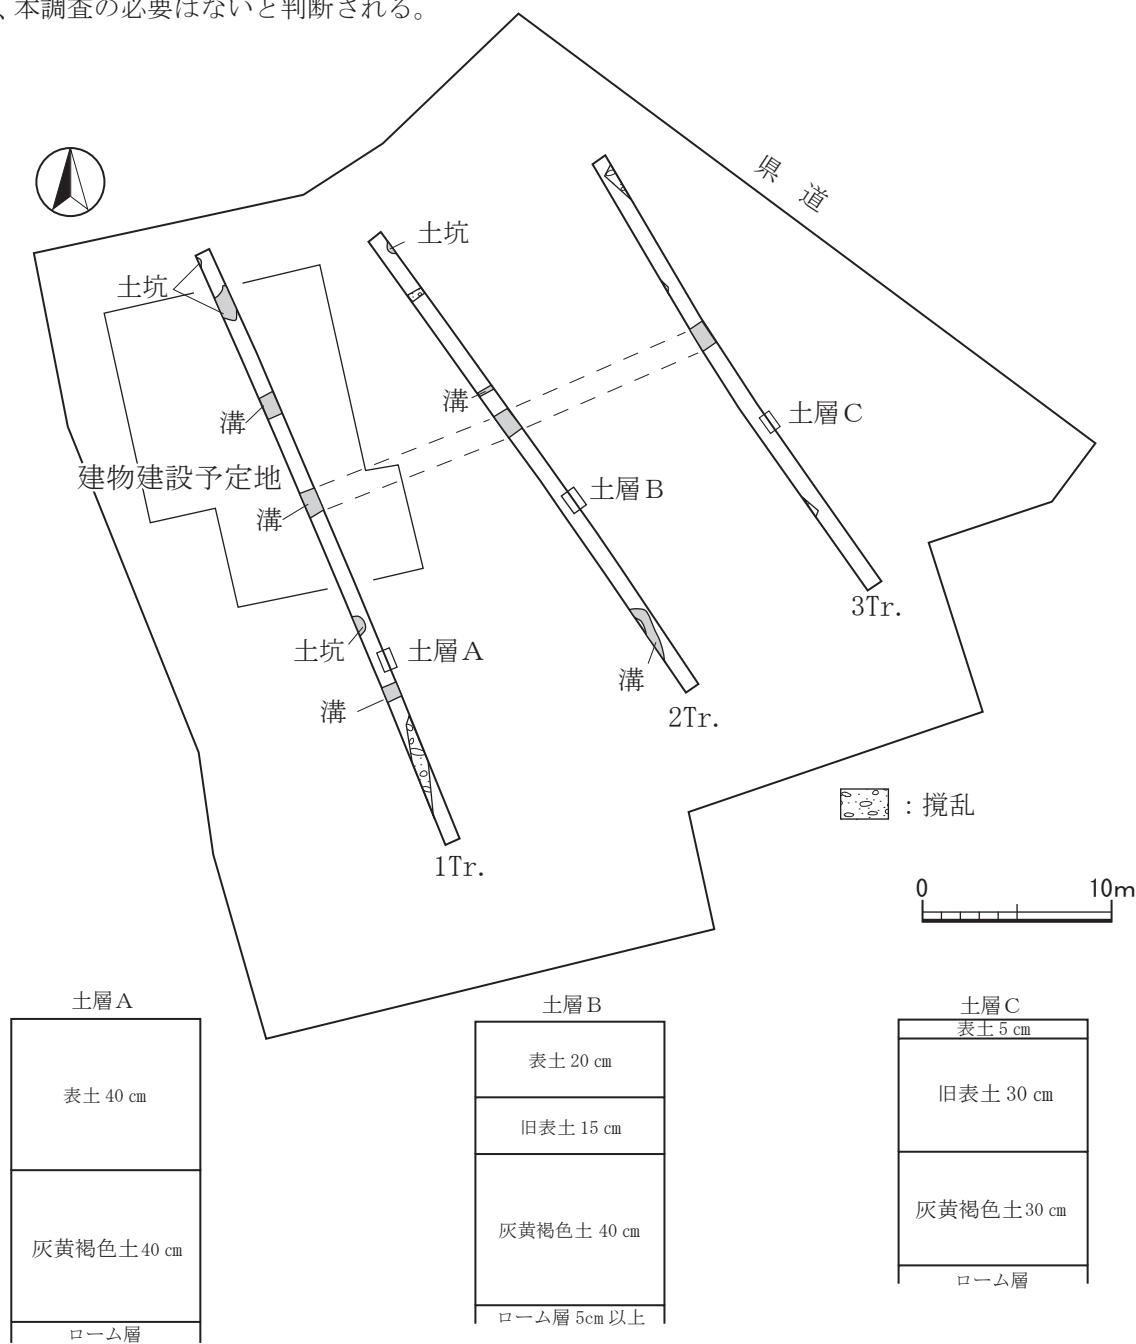 、本調査の必要はないと判断される。
県道
土坑
土坑
溝
溝
土層C
建物建設予定地
溝
土層B
3Tr.
土坑
土層A
溝
溝
2Tr.
:撹乱
1Tr.
0 10m
土層A
表土 40 ㎝
灰黄褐色土40 ㎝
ローム層
土層B
表土 20 ㎝
旧表土 15 ㎝
灰黄褐色土 40 ㎝
ローム層 5cm 以上
土層C
表土 5 ㎝
旧表土 30 ㎝
灰黄褐色土30 ㎝
ローム層